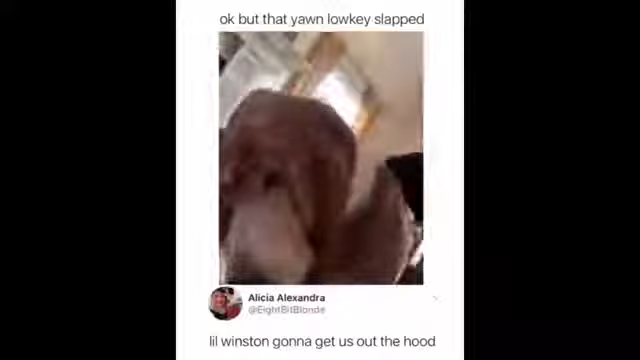 ok but that yawn lowkey slapped
Alicia Alexandra
@EightBitBlonde
lil winston gonna get us out the hood